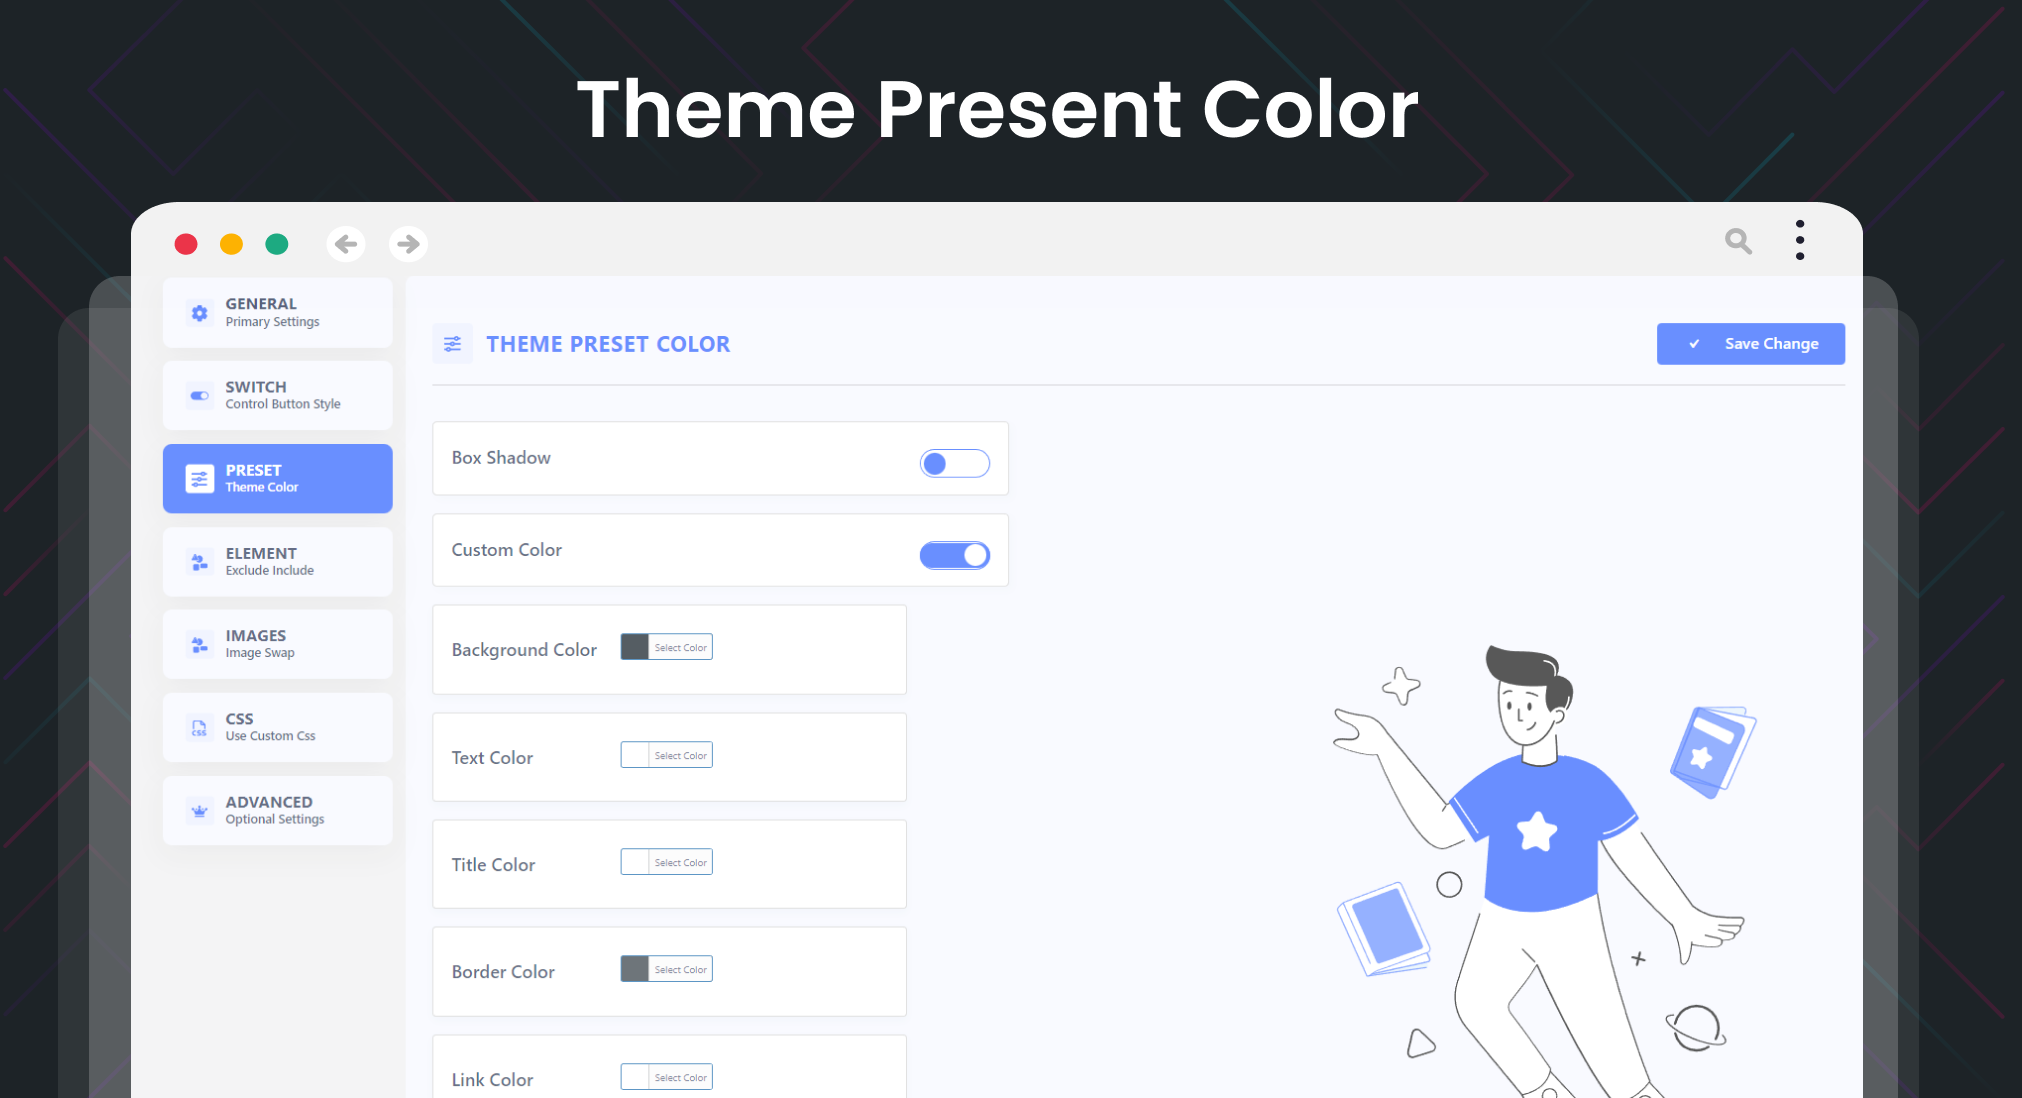 Theme Present Color
GENERAL
Primary Settings
SWITCH
Control Button Style
PRESET
Theme Color
ELEMENT
Exclude Include
IMAGES
Image Swap
CSS
CSS
Use Custom Css
ADVANCED
Optional Settings
THEME PRESET COLOR
Save Change
Box Shadow
Custom Color
Background Color
Select Color
Text Color
Select Color
Title Color
Select Color
Border Color
Select Color
Link Color
Select Color